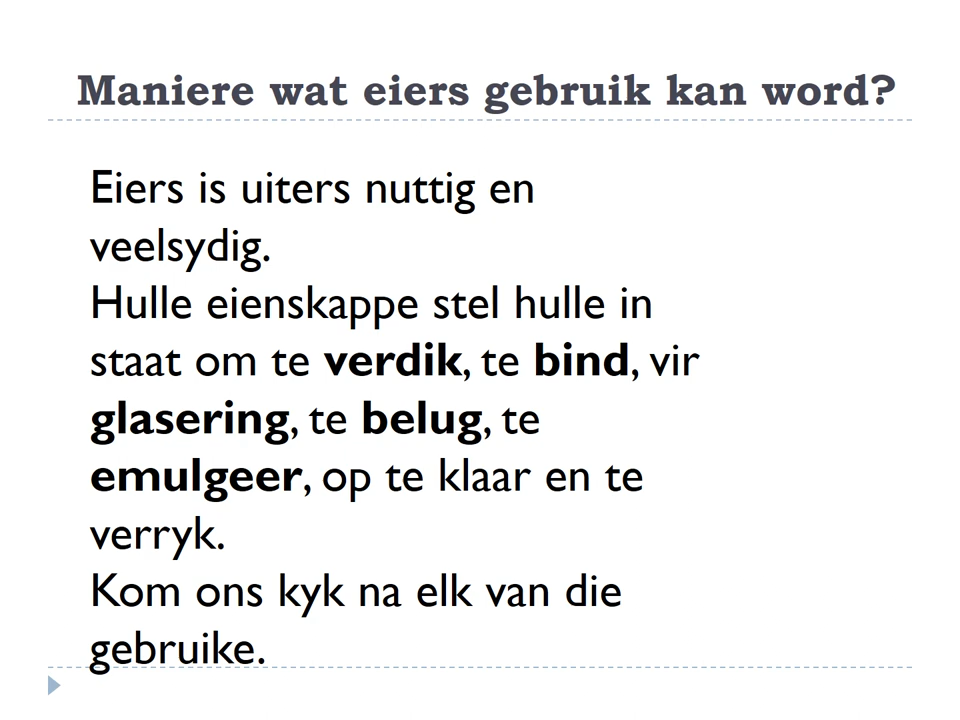 Maniere wat eiers gebruik kan word?
Eiers is uiters nuttig en
veelsydig.
Hulle eienskappe stel hulle in
staat om te verdik, te bind, vir
glasering, te belug, te
emulgeer, op te klaar en te
verryk.
Kom ons kyk na elk van die
gebruike.